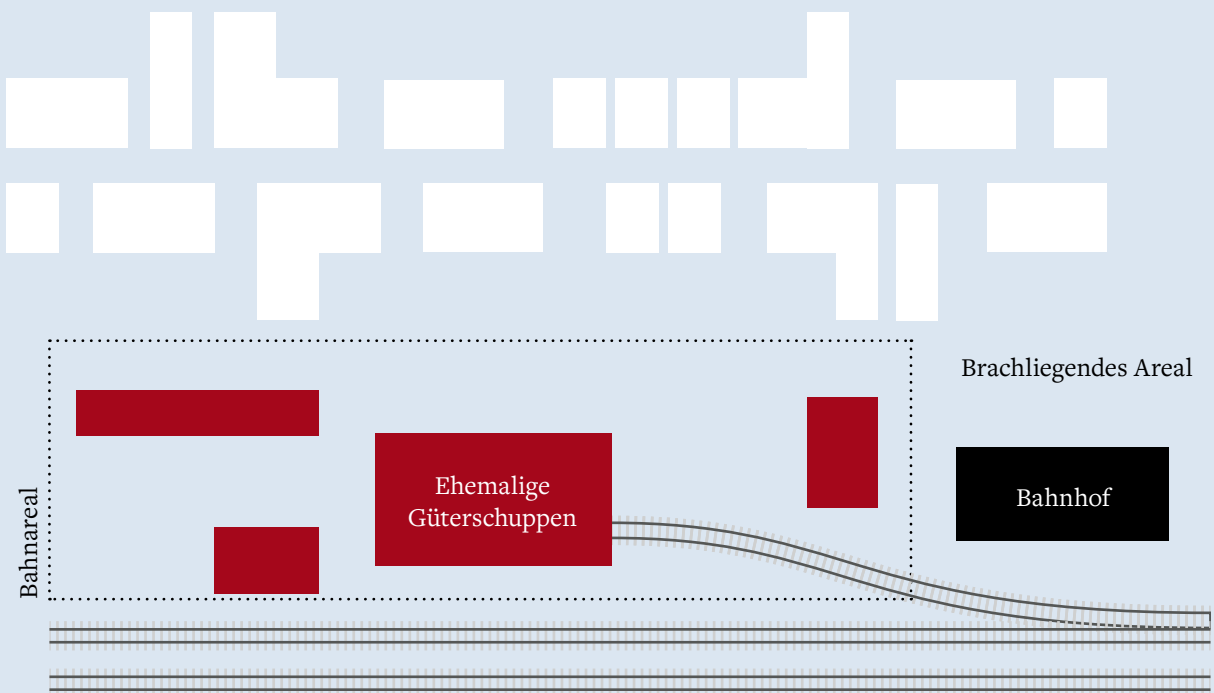 Brachliegendes Areal
Ehemalige
Güterschuppen
Bahnhof
Bahnareal